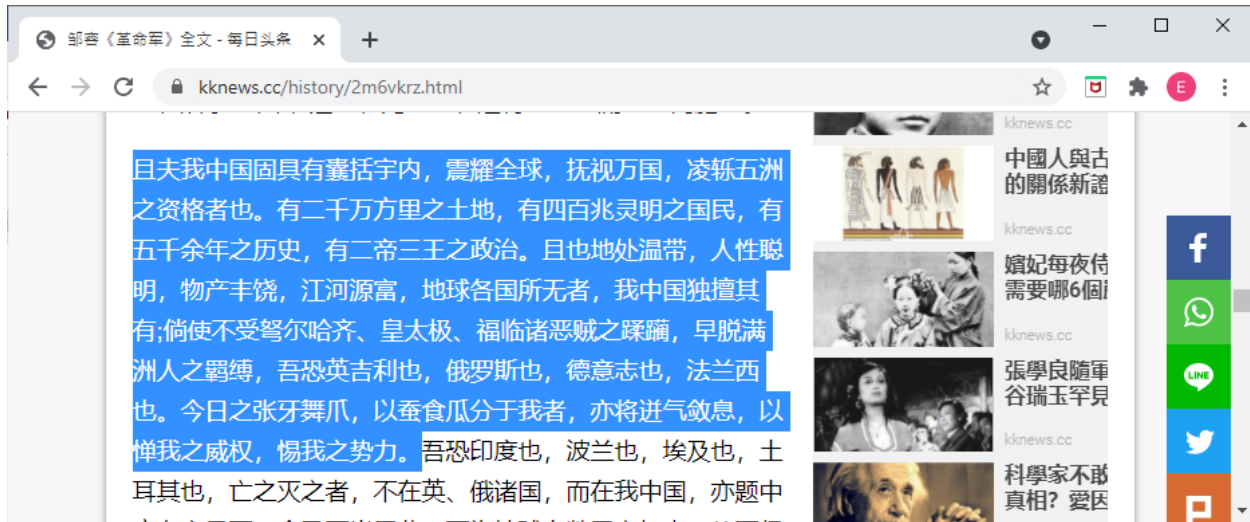 邹容《革命军》全文 - 每日头条
E
kknews.cc/history/2m6vkrz.html
且夫我中国固具有囊括宇内，震耀全球，抚视万国，凌轹五洲
之资格者也。有二千万方里之土地，有四百兆灵明之国民，有
五千余年之历史，有二帝三王之政治。且也地处温带，人性聪
明，物产丰饶，江河源富，地球各国所无者，我中国独擅其
有;倘使不受弩尔哈齐、皇太极、福临诸恶贼之蹂躏，早脱满
洲人之羁缚，吾恐英吉利也，俄罗斯也，德意志也，法兰西
也。今日之张牙舞爪，以蚕食瓜分于我者，亦将迸气敛息，以
惮我之威权，惕我之势力。吾恐印度也，波兰也，埃及也，土
耳其也，亡之灭之者，不在英、俄诸国，而在我中国，亦题中
kknews.cc
中國人與古
的關係新證
kknews.cc
嬪妃每夜侍
需要哪6個
kknews.cc
張學良隨軍
谷瑞玉罕見
kknews.cc
科學家不敢
真相？愛因
f
LINE